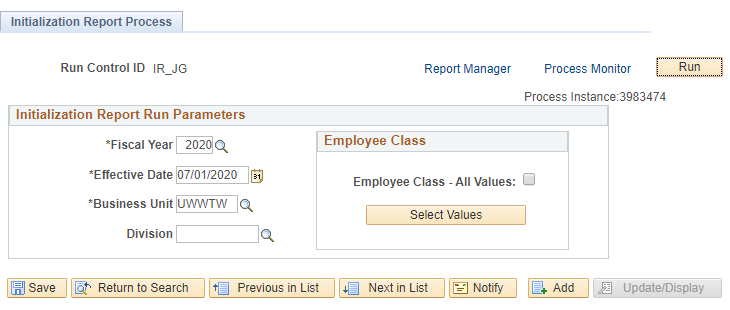 Initialization Report Process
Run Control ID IR_JG Report Manager Process Monitor Run
Process Instance:3983474
Initialization Report Run Parameters
*Fiscal Year 2020 Employee Class
*Effective Date 07/01/2020 31 Employee Class - All Values:
*Business Unit UWWTW Select Values
Division
Save Return to Search Previous in List Next in List Notify Add Update/Display